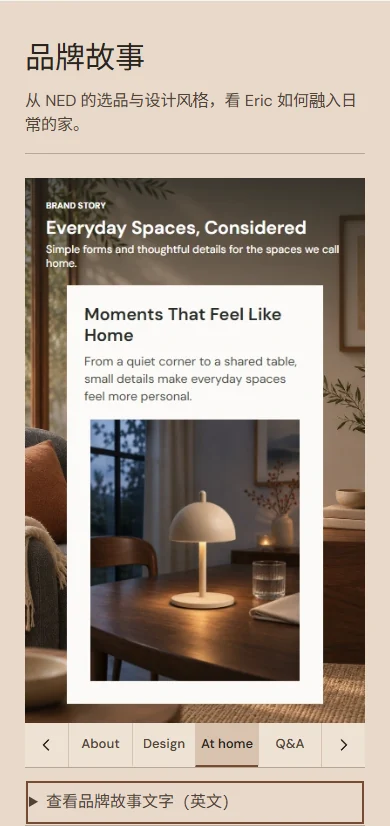 品牌故事
从 NED 的选品与设计风格，看 Eric 如何融入日
常的家。
BRAND STORY
Everyday Spaces, Considered
Simple forms and thoughtful details for the spaces we call
home.
Moments That Feel Like
Home
From a quiet corner to a shared table,
small details make everyday spaces
feel more personal.
About
Design
At home
Q&A
查看品牌故事文字（英文）